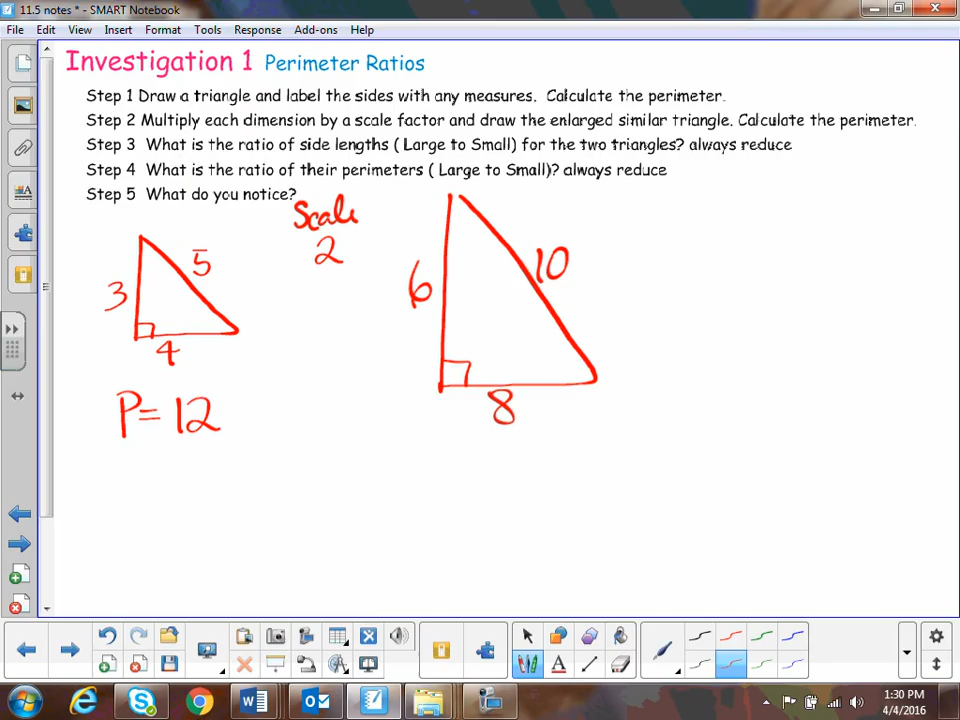 11.5 notes * - SMART Notebook
File Edit View Insert Format Tools Response Add-ons Help
Investigation 1 Perimeter Ratios
Step 1 Draw a triangle and label the sides with any measures. Calculate the perimeter.
Step 2 Multiply each dimension by a scale factor and draw the enlarged similar triangle. Calculate the perimeter.
Step 3 What is the ratio of side lengths ( Large to Small) for the two triangles? always reduce
Step 4 What is the ratio of their perimeters ( Large to Small)? always reduce
Step 5 What do you notice?
Scale
2
5
3
4
P= 12
10
6
8
1:30 PM
4/4/2016